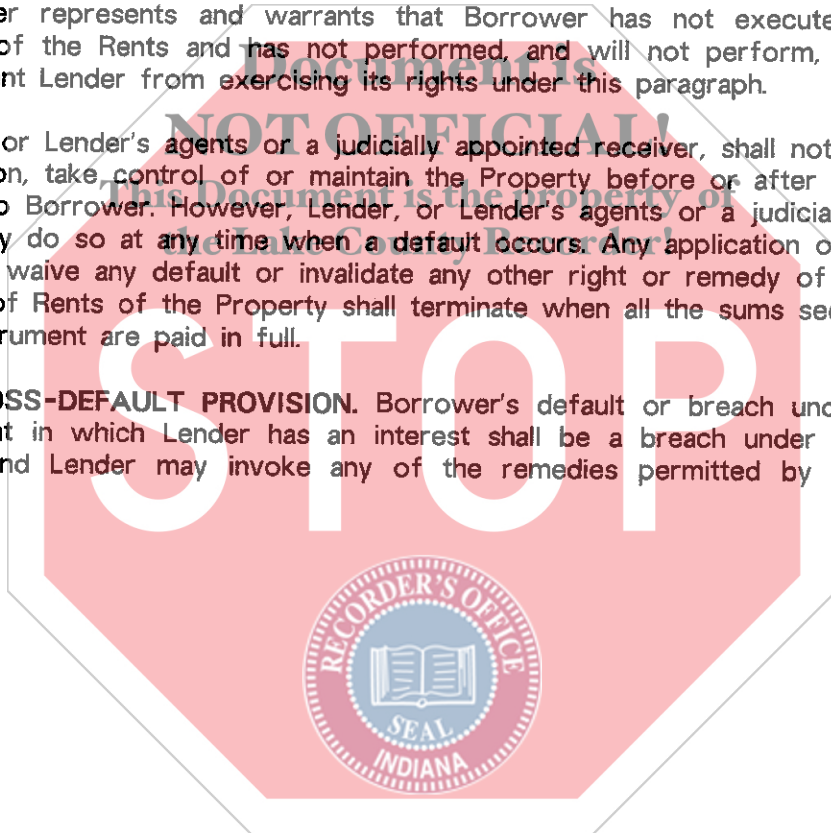 er represents and warrants that Borrower has not execute
of the Rents and has not performed, and will not perform,
nt Lender from exercising its rights under this paragraph.
Document is
or Lender's agents or a judicially appointed receiver, shall not
NOT OFFICIAL!
on, take control of or maintain the Property before or after
This Document is the property of
o Borrower. However, Lender, or Lender's agents or a judicia
y do so at any time when a default occurs. Any application o
the Lake County Recorder!
waive any default or invalidate any other right or remedy of
of Rents of the Property shall terminate when all the sums sec
rument are paid in full.
OSS-DEFAULT PROVISION. Borrower's default or breach und
t in which Lender has an interest shall be a breach under
nd Lender may invoke any of the remedies permitted by
STOP
RECORDER'S OFFICE
SEAL
INDIANA